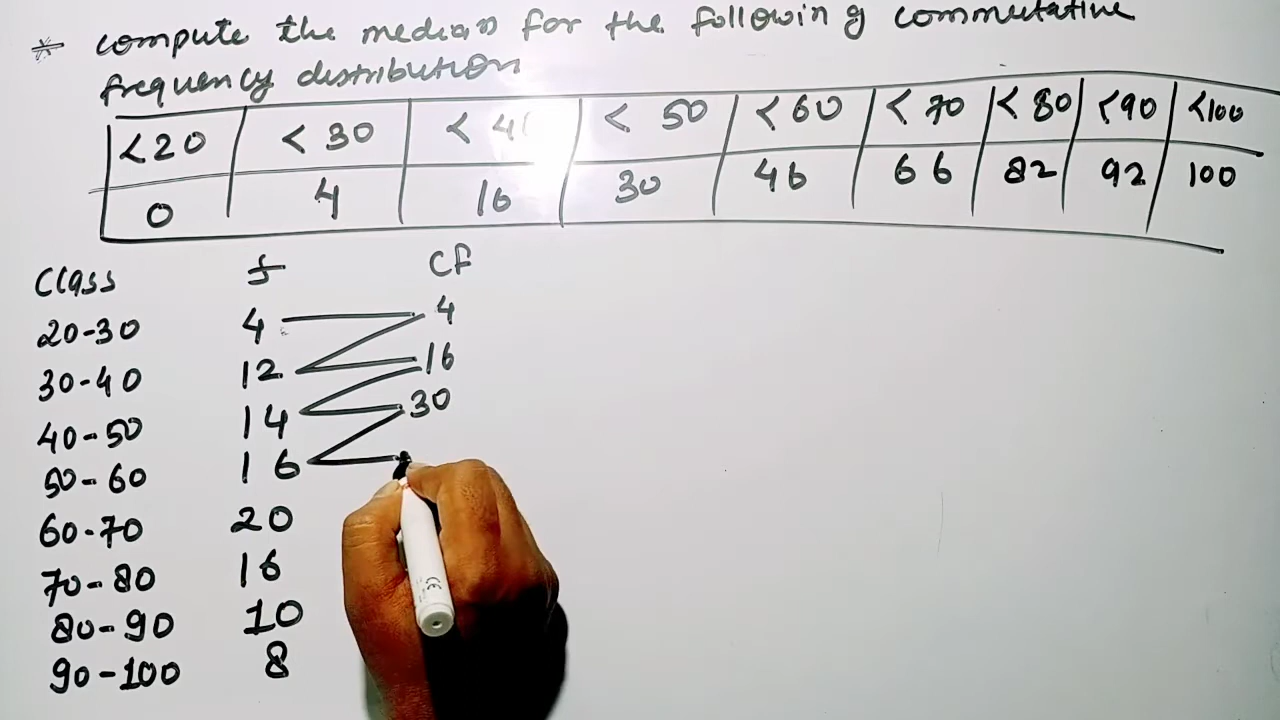 * compute the median for the following commutative
frequency distribution
<20 <30 <4 <50 <60 <70 <80 <90 <100
0 4 16 30 46 66 82 92 100
Class f CF
20-30 4 4
30-40 12 16
40-50 14 30
50-60 16
60-70 20
70-80 16
80-90 10
90-100 8
CE